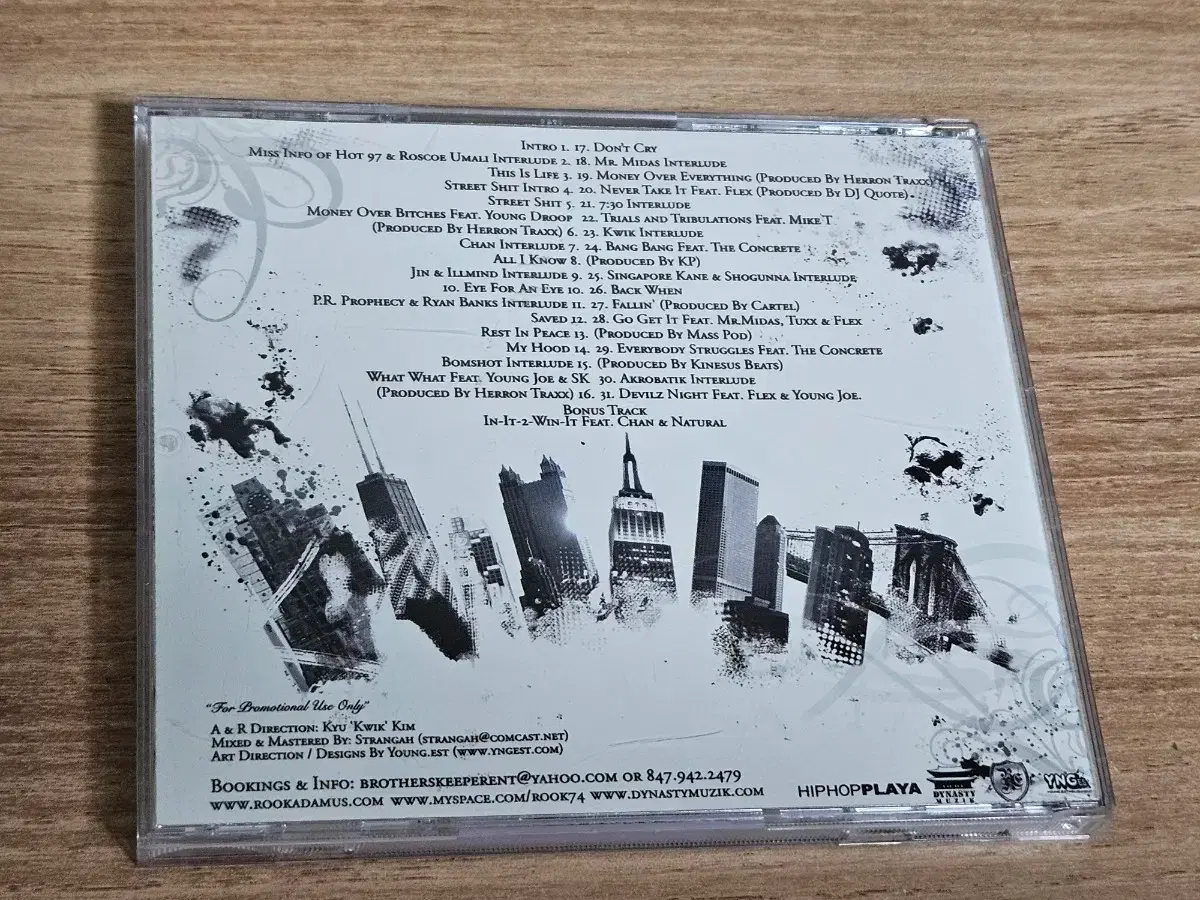 Intro 1. 17. Don't Cry
Miss Info of Hot 97 & Roscoe Umali Interlude 2. 18. Mr. Midas Interlude
This Is Life 3. 19. Money Over Everything (Produced By Herron Traxx)
Street Shit Intro 4. 20. Never Take It Feat. Flex (Produced By DJ Quote)
Street Shit 5. 21. 7:30 Interlude
Money Over Bitches Feat. Young Droop 22. Trials and Tribulations Feat. Mike T
(Produced By Herron Traxx) 6. 23. Kwik Interlude
Chan Interlude 7. 24. Bang Bang Feat. The Concrete
All I Know 8. (Produced By KP)
Jin & Illmind Interlude 9. 25. Singapore Kane & Shogunna Interlude
10. Eye For An Eye 10. 26. Back When
P.R. Prophecy & Ryan Banks Interlude 11. 27. Fallin' (Produced By Cartel)
Saved 12. 28. Go Get It Feat. Mr.Midas, Tuxx & Flex
Rest In Peace 13. (Produced By Mass Pod)
My Hood 14. 29. Everybody Struggles Feat. The Concrete
Bomshot Interlude 15. (Produced By Kinesus Beats)
What What Feat. Young Joe & SK 30. Akrobatik Interlude
(Produced By Herron Traxx) 16. 31. Devilz Night Feat. Flex & Young Joe.
Bonus Track
In-It-2-Win-It Feat. Chan & Natural
"For Promotional Use Only"
A & R Direction: Kyu 'Kwik' Kim
Mixed & Mastered By: Strangah (strangah@comcast.net)
Art Direction / Designs By Young.est (www.yngest.com)
Bookings & Info: brotherskeeperent@yahoo.com or 847.942.2479
www.rookadamus.com www.myspace.com/rook74 www.dynastymuzik.com
HIPHOPPLAYA
DYNASTY
MUZIK